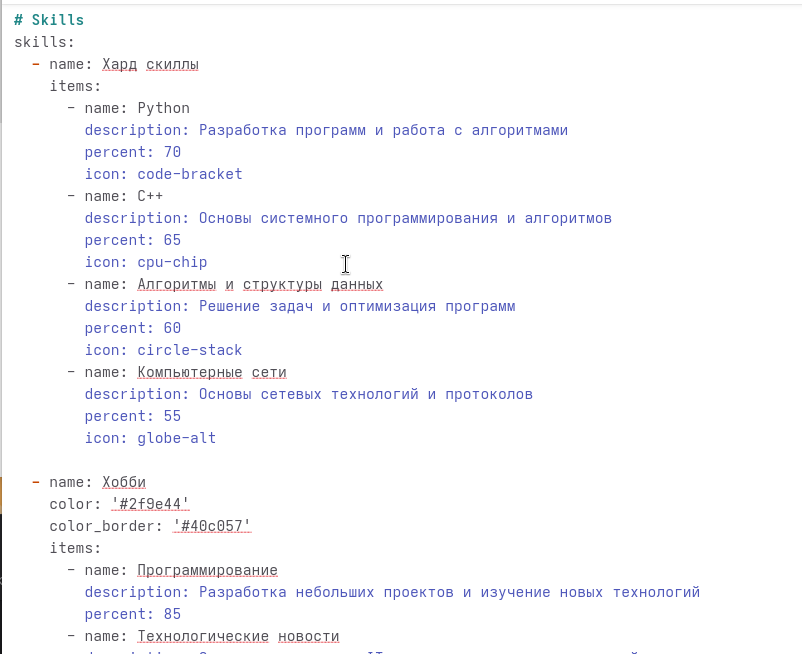 # Skills
skills:
  - name: Хард скиллы
    items:
      - name: Python
        description: Разработка программ и работа с алгоритмами
        percent: 70
        icon: code-bracket
      - name: C++
        description: Основы системного программирования и алгоритмов
        percent: 65
        icon: cpu-chip
      - name: Алгоритмы и структуры данных
        description: Решение задач и оптимизация программ
        percent: 60
        icon: circle-stack
      - name: Компьютерные сети
        description: Основы сетевых технологий и протоколов
        percent: 55
        icon: globe-alt
  - name: Хобби
    color: '#2f9e44'
    color_border: '#40c057'
    items:
      - name: Программирование
        description: Разработка небольших проектов и изучение новых технологий
        percent: 85
      - name: Технологические новости